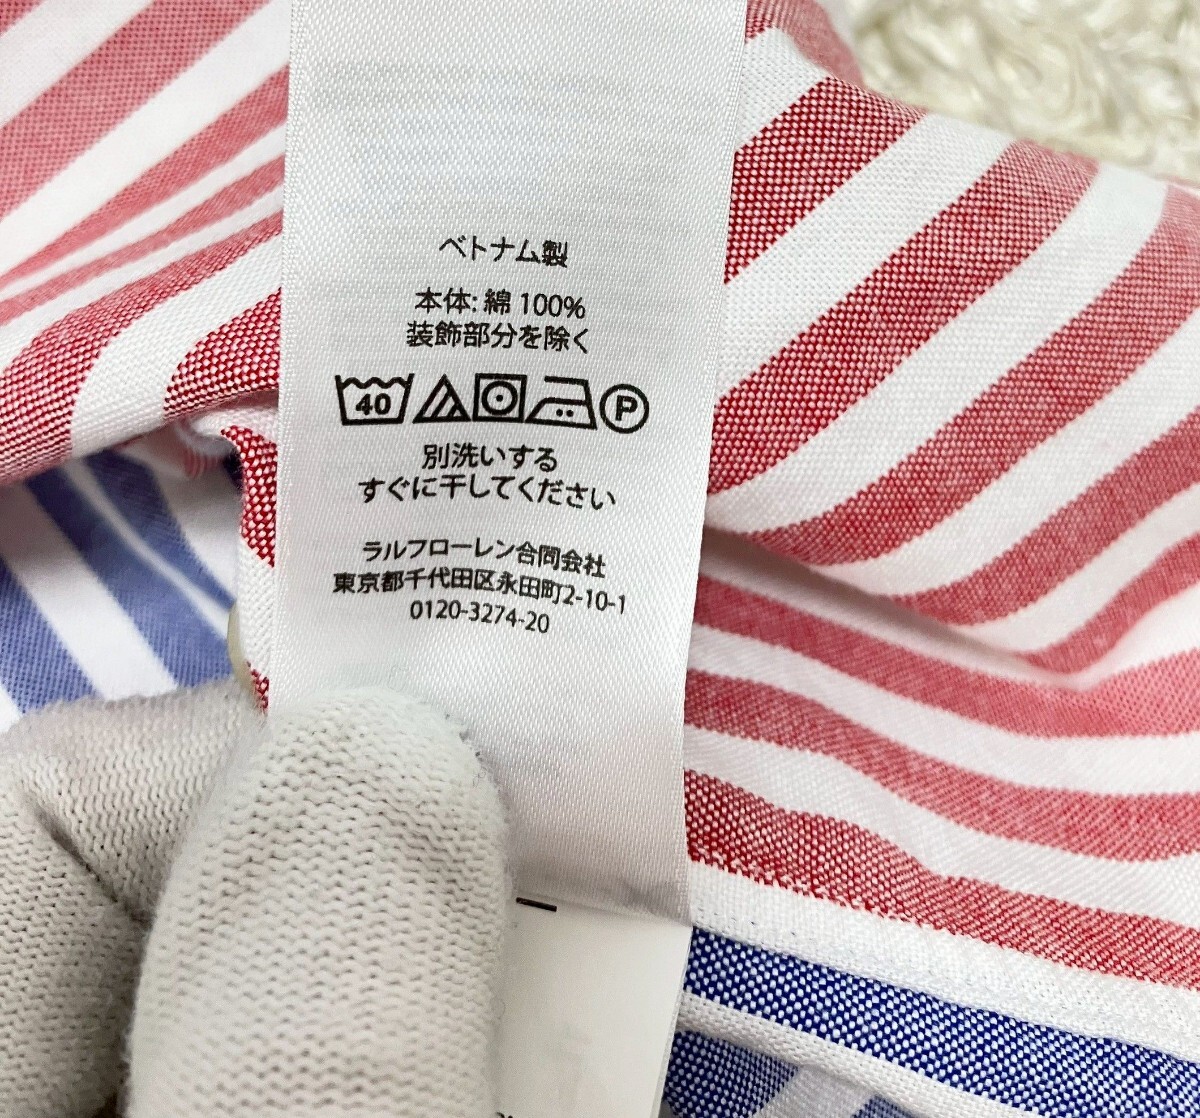 ベトナム製
本体: 綿 100%
装飾部分を除く
40 P
別洗いする
すぐに干してください
ラルフローレン合同会社
東京都千代田区永田町2-10-1
0120-3274-20